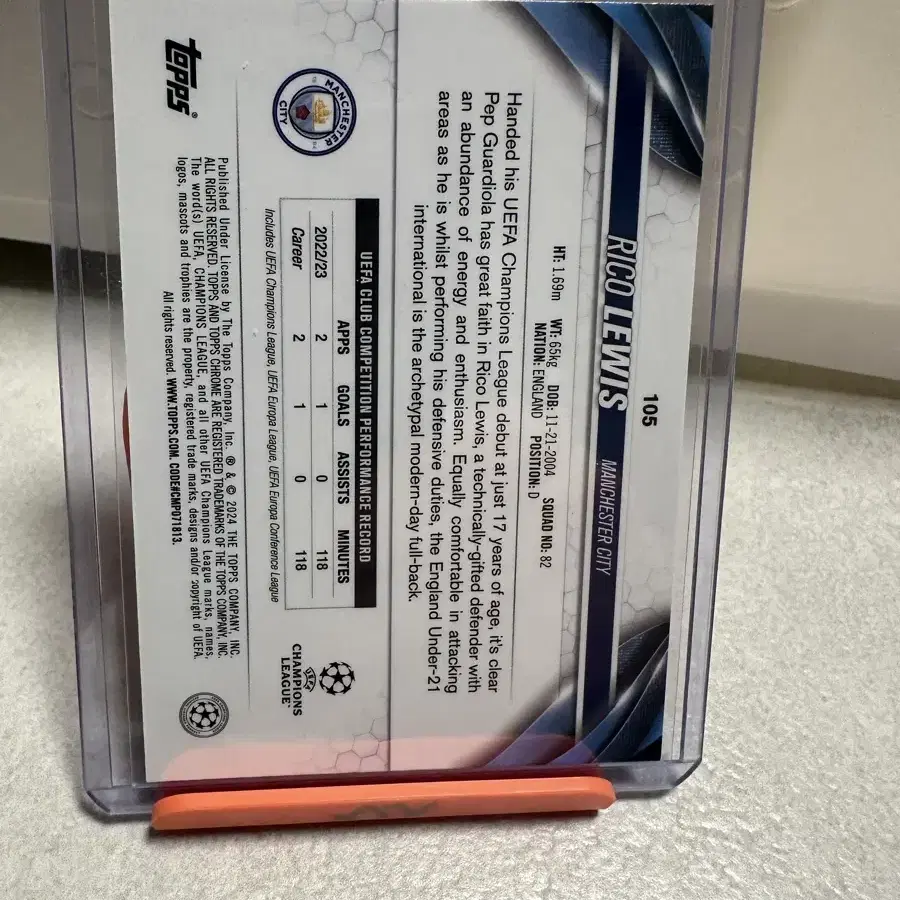 105
RICO LEWIS MANCHESTER CITY
HT: 1.69m WT: 65kg DOB: 11-21-2004 SQUAD NO: 82
NATION: ENGLAND POSITION: D
Handed his UEFA Champions League debut at just 17 years of age, it's clear
Pep Guardiola has great faith in Rico Lewis, a technically-gifted defender with
an abundance of energy and enthusiasm. Equally comfortable in attacking
areas as he is whilst performing his defensive duties, the England Under-21
international is the archetypal modern-day full-back.
UEFA CLUB COMPETITION PERFORMANCE RECORD
APPS GOALS ASSISTS MINUTES
2022/23 2 1 0 118
Career 2 1 0 118
Includes UEFA Champions League, UEFA Europa League, UEFA Europa Conference League
MANCHESTER
CITY
UEFA
CHAMPIONS
LEAGUE®
topps®
Published Under License by The Topps Company, Inc. ® & © 2024 THE TOPPS COMPANY, INC.
ALL RIGHTS RESERVED. TOPPS AND TOPPS CHROME ARE REGISTERED TRADEMARKS OF THE TOPPS COMPANY, INC.
The word(s) UEFA, CHAMPIONS LEAGUE, and all other UEFA Champions League marks, names,
logos, mascots and trophies are the property, registered trade marks, designs and/or copyright of UEFA.
All rights reserved. WWW.TOPPS.COM. CODE#CMP071813.